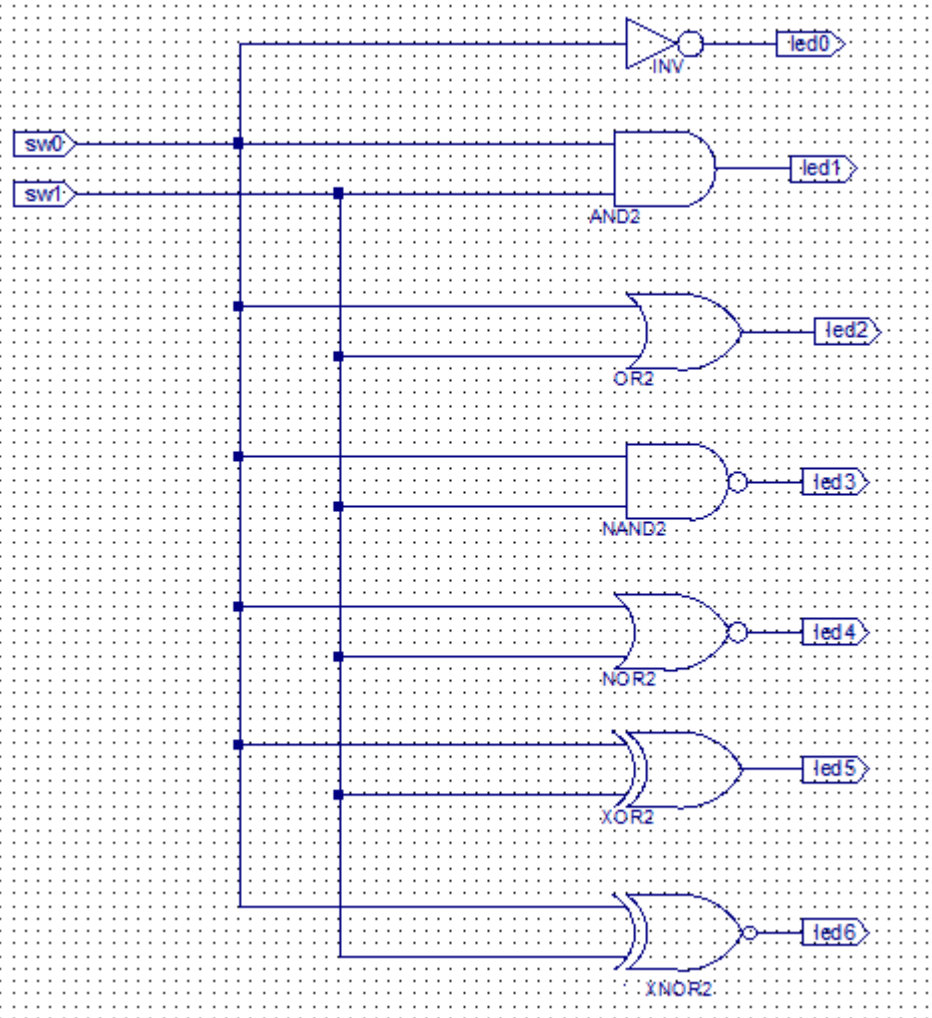 led0
INV
sw0
led1
sw1
AND2
led2
OR2
led3
NAND2
led4
NOR2
led5
XOR2
led6
XNOR2